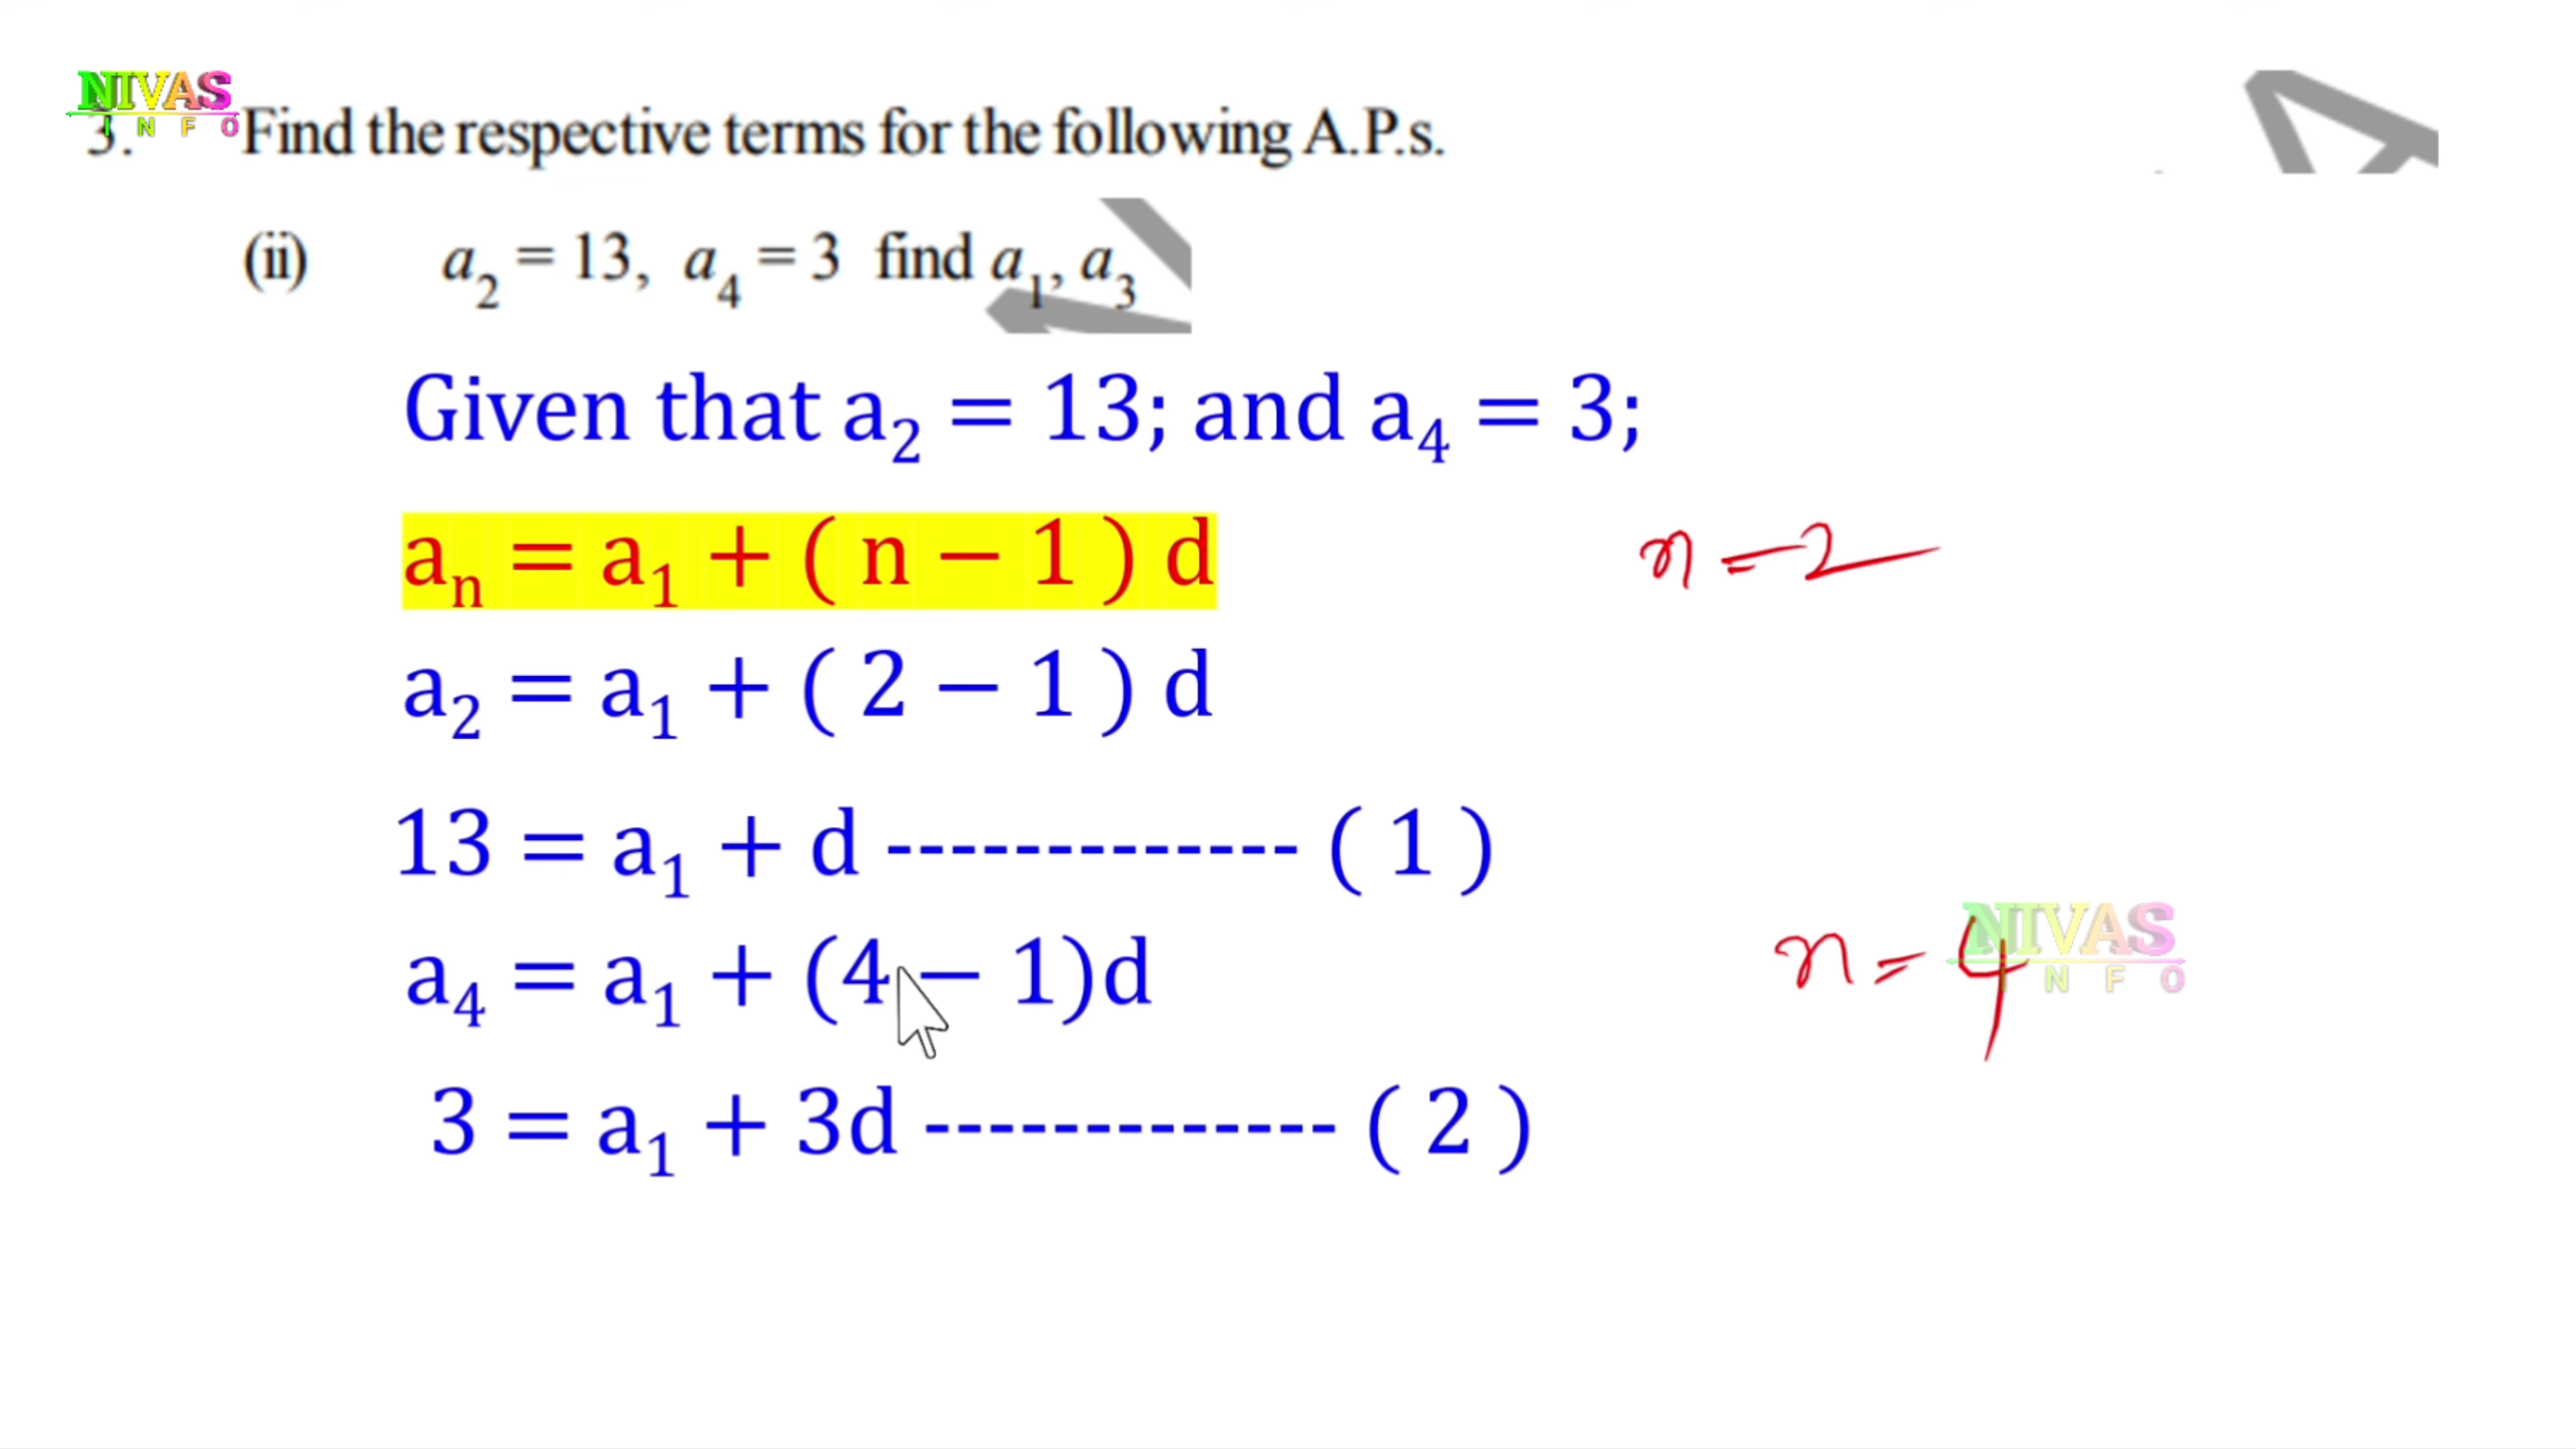 NIVAS
INFO
3. Find the respective terms for the following A.P.s.
(ii) a₂ = 13, a₄ = 3 find a₁, a₃
Given that a₂ = 13; and a₄ = 3;
aₙ = a₁ + ( n − 1 ) d n = 2
a₂ = a₁ + ( 2 − 1 ) d
13 = a₁ + d ------------- ( 1 )
NIVAS
a₄ = a₁ + (4 − 1)d n = 4
NFO
3 = a₁ + 3d ------------- ( 2 )